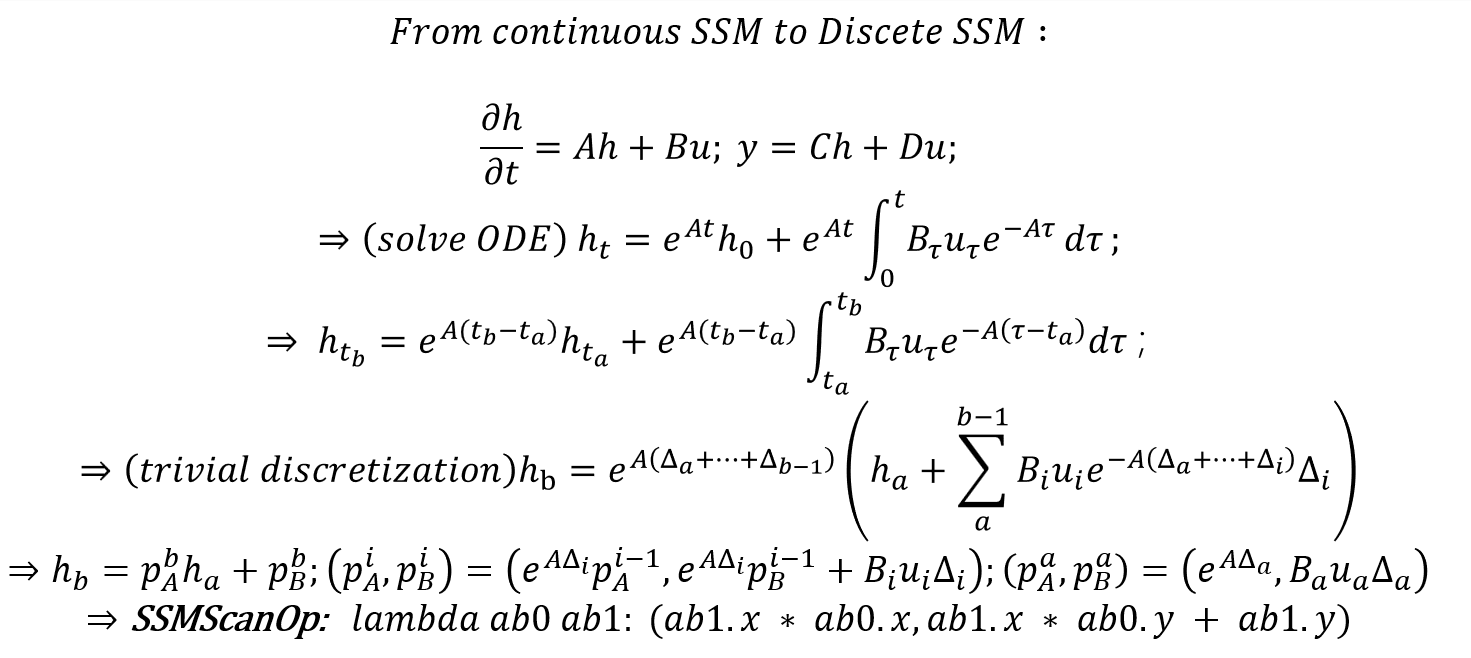 From continuous SSM to Discete SSM :
∂h/∂t = Ah + Bu; y = Ch + Du;
⇒ (solve ODE) h_t = e^{At}h_0 + e^{At} ∫_0^t B_τ u_τ e^{−Aτ} dτ ;
⇒ h_{t_b} = e^{A(t_b−t_a)}h_{t_a} + e^{A(t_b−t_a)} ∫_{t_a}^{t_b} B_τ u_τ e^{−A(τ−t_a)}dτ ;
⇒ (trivial discretization)h_b = e^{A(Δ_a+⋯+Δ_{b−1})} (h_a + ∑_a^{b−1} B_i u_i e^{−A(Δ_a+⋯+Δ_i)}Δ_i)
⇒ h_b = p_A^b h_a + p_B^b; (p_A^i, p_B^i) = (e^{AΔ_i}p_A^{i−1}, e^{AΔ_i}p_B^{i−1} + B_i u_i Δ_i); (p_A^a, p_B^a) = (e^{AΔ_a}, B_a u_a Δ_a)
⇒ SSMScanOp: lambda ab0 ab1: (ab1.x * ab0.x, ab1.x * ab0.y + ab1.y)